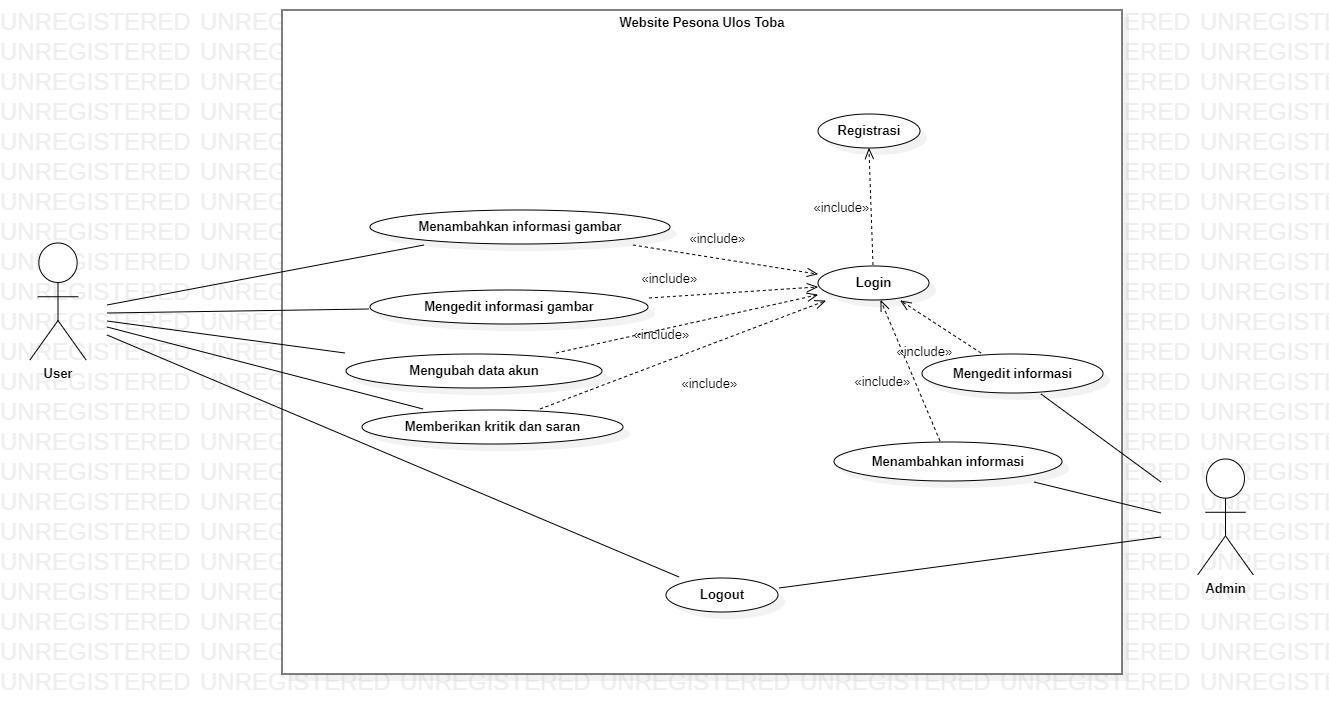 Website Pesona Ulos Toba
Registrasi
«include»
Menambahkan informasi gambar
«include»
«include»
Login
Mengedit informasi gambar
«include»
«include»
Mengubah data akun
Mengedit informasi
«include»
«include»
User
Memberikan kritik dan saran
Menambahkan informasi
Logout
Admin
UNREGISTERED